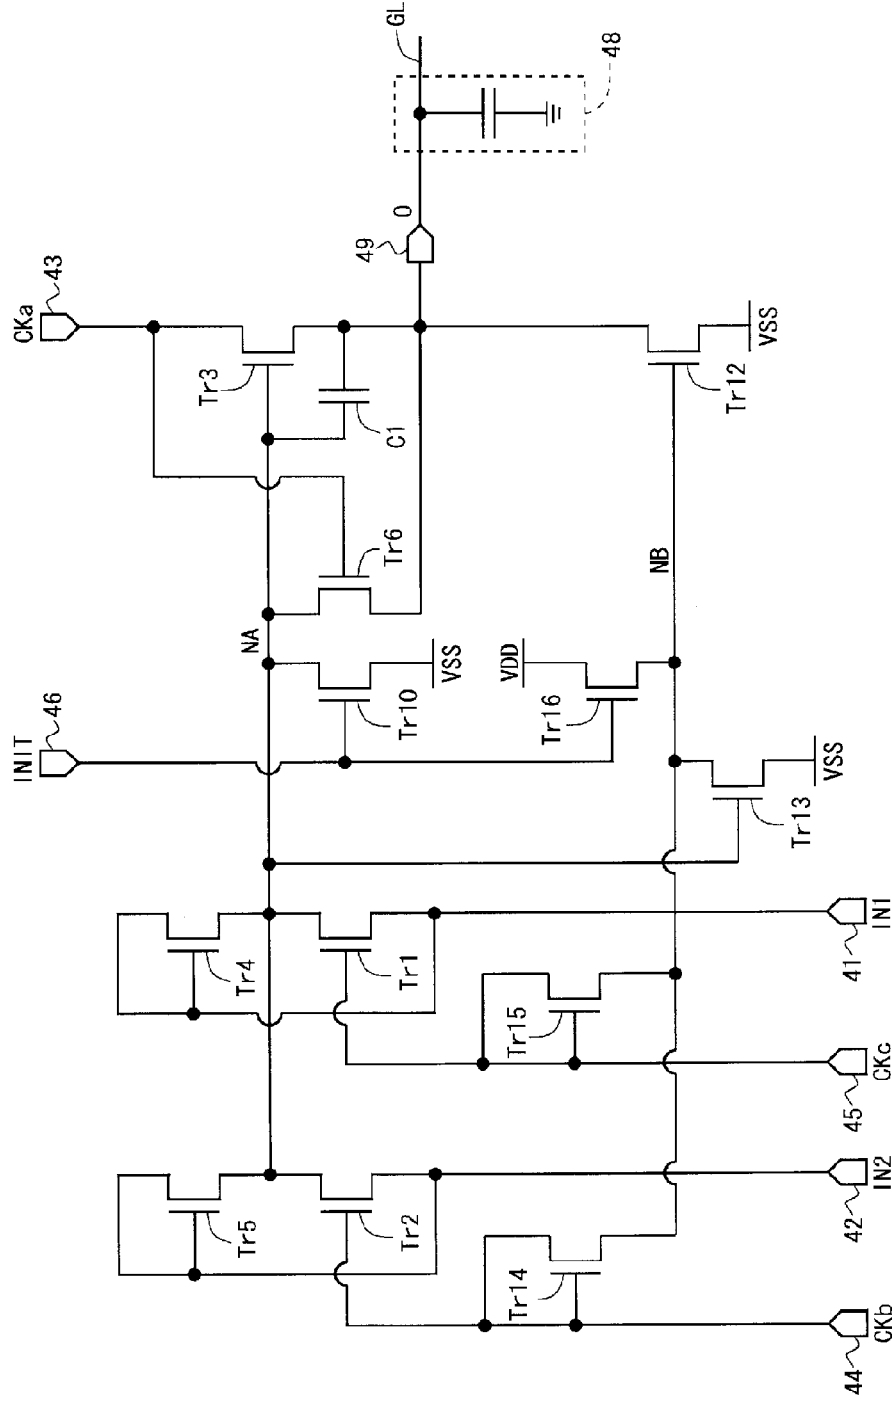 GL
48
O
49
CKa
43
Tr3
C1
Tr12
VSS
Tr6
NA
NB
INIT
46
Tr10
VSS
VDD
Tr16
Tr13
VSS
Tr4
Tr1
Tr15
41
IN1
45
CKc
Tr5
Tr2
Tr14
42
IN2
44
CKb